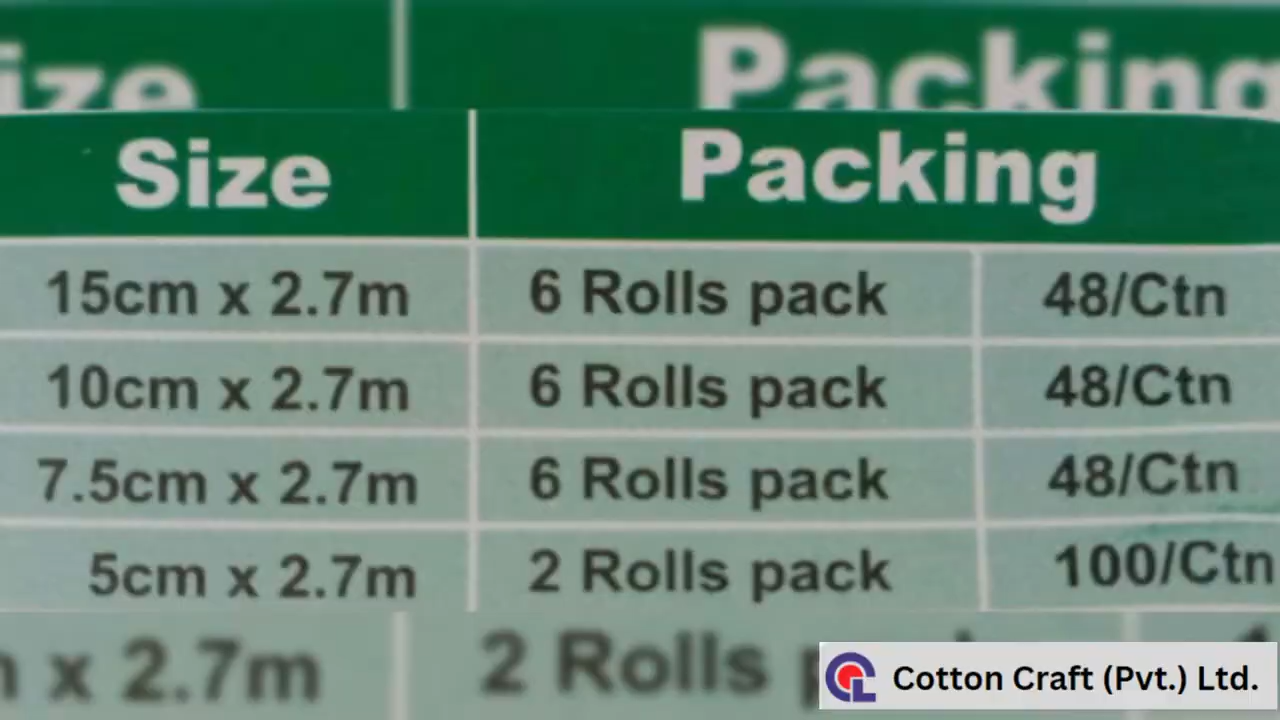 ize Packing
Size Packing
15cm x 2.7m 6 Rolls pack 48/Ctn
10cm x 2.7m 6 Rolls pack 48/Ctn
7.5cm x 2.7m 6 Rolls pack 48/Ctn
5cm x 2.7m 2 Rolls pack 100/Ctn
x 2.7m 2 Rolls
Cotton Craft (Pvt.) Ltd.